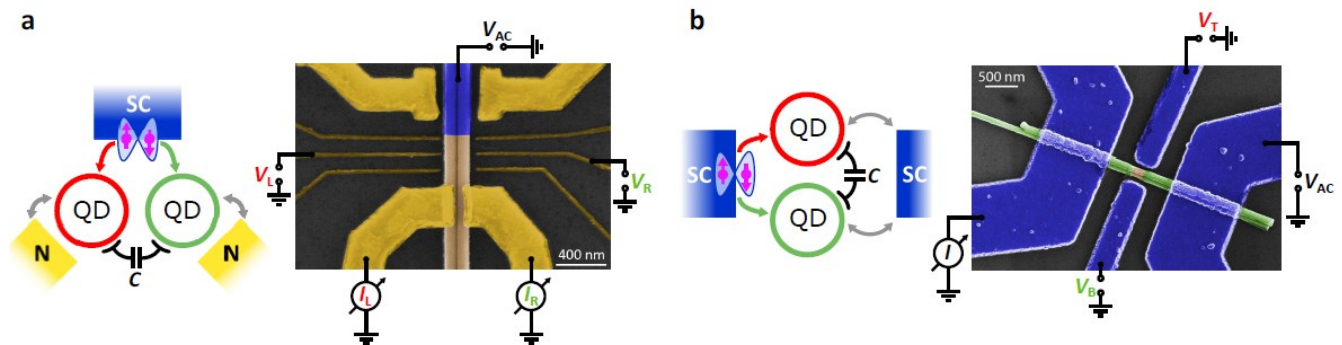 a
SC
QD
QD
N
N
C
V_AC
V_L
V_R
400 nm
I_L
I_R
b
SC
QD
QD
C
SC
V_T
500 nm
V_AC
I
V_B